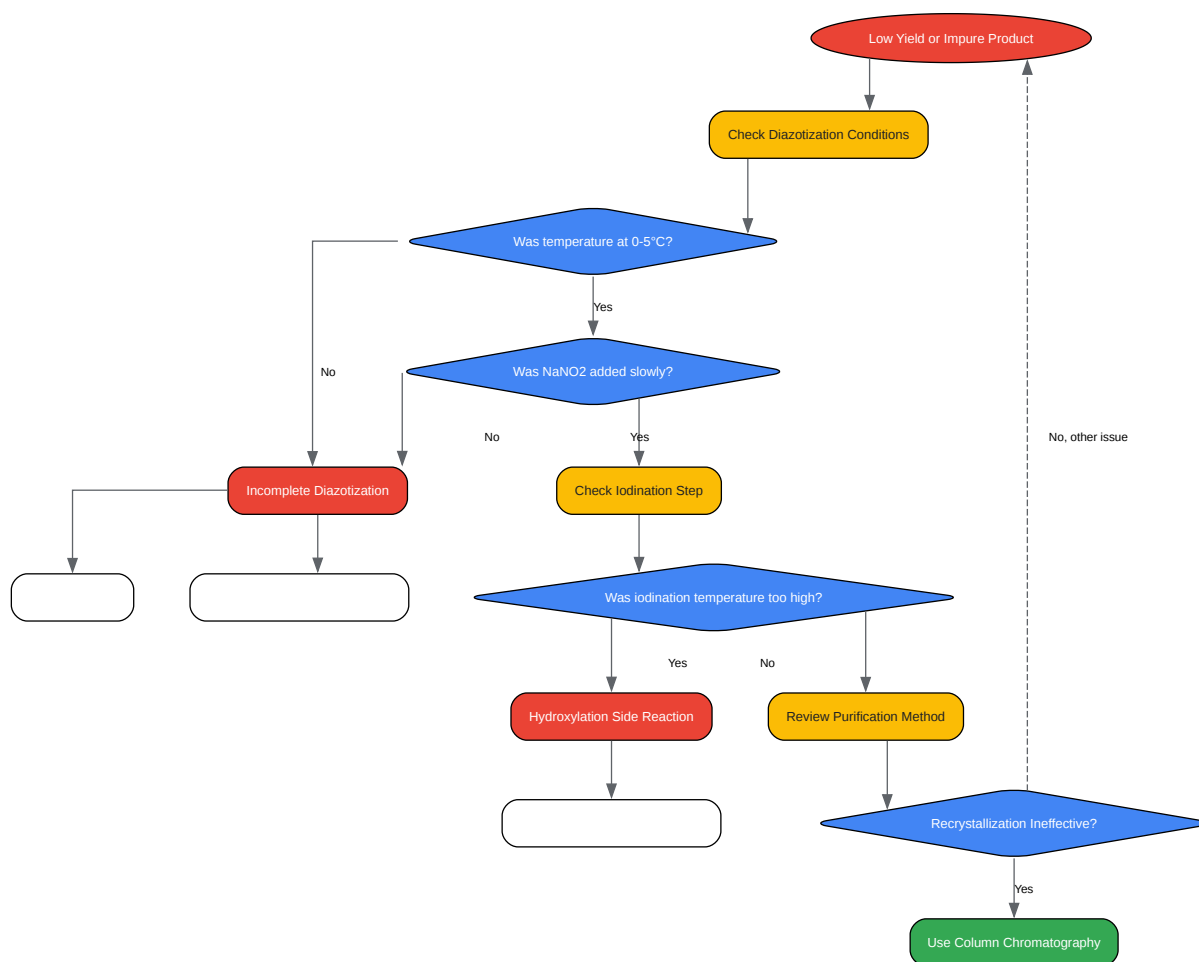 Low Yield or Impure Product
Check Diazotization Conditions
Was temperature at 0-5°C?
Yes
No
Was NaNO2 added slowly?
No
Yes
No, other issue
Incomplete Diazotization
Check Iodination Step
Was iodination temperature too high?
Yes
No
Hydroxylation Side Reaction
Review Purification Method
Recrystallization Ineffective?
Yes
Use Column Chromatography